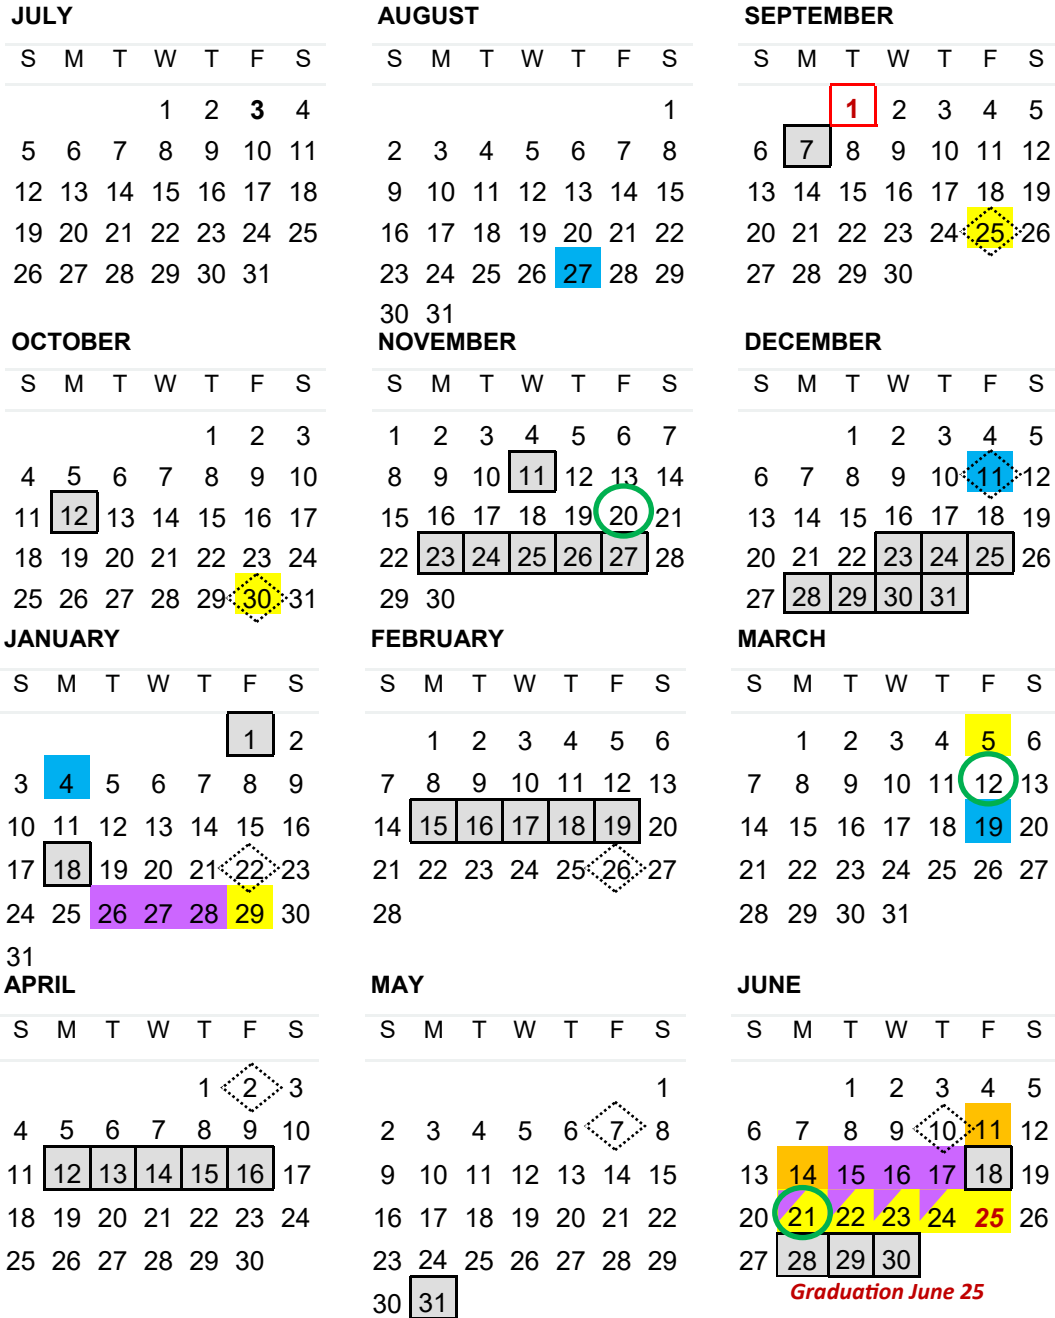 JULY AUGUST SEPTEMBER
S M T W T F S S M T W T F S S M T W T F S
1 2 3 4 1 1 2 3 4 5
5 6 7 8 9 10 11 2 3 4 5 6 7 8 6 7 8 9 10 11 12
12 13 14 15 16 17 18 9 10 11 12 13 14 15 13 14 15 16 17 18 19
19 20 21 22 23 24 25 16 17 18 19 20 21 22 20 21 22 23 24 25 26
26 27 28 29 30 31 23 24 25 26 27 28 29 27 28 29 30
30 31
OCTOBER NOVEMBER DECEMBER
S M T W T F S S M T W T F S S M T W T F S
1 2 3 1 2 3 4 5 6 7 1 2 3 4 5
4 5 6 7 8 9 10 8 9 10 11 12 13 14 6 7 8 9 10 11 12
11 12 13 14 15 16 17 15 16 17 18 19 20 21 13 14 15 16 17 18 19
18 19 20 21 22 23 24 22 23 24 25 26 27 28 20 21 22 23 24 25 26
25 26 27 28 29 30 31 29 30 27 28 29 30 31
JANUARY FEBRUARY MARCH
S M T W T F S S M T W T F S S M T W T F S
1 2 1 2 3 4 5 6 1 2 3 4 5 6
3 4 5 6 7 8 9 7 8 9 10 11 12 13 7 8 9 10 11 12 13
10 11 12 13 14 15 16 14 15 16 17 18 19 20 14 15 16 17 18 19 20
17 18 19 20 21 22 23 21 22 23 24 25 26 27 21 22 23 24 25 26 27
24 25 26 27 28 29 30 28 28 29 30 31
31
APRIL MAY JUNE
S M T W T F S S M T W T F S S M T W T F S
1 2 3 1 1 2 3 4 5
4 5 6 7 8 9 10 2 3 4 5 6 7 8 6 7 8 9 10 11 12
11 12 13 14 15 16 17 9 10 11 12 13 14 15 13 14 15 16 17 18 19
18 19 20 21 22 23 24 16 17 18 19 20 21 22 20 21 22 23 24 25 26
25 26 27 28 29 30 23 24 25 26 27 28 29 27 28 29 30
30 31 Graduation June 25